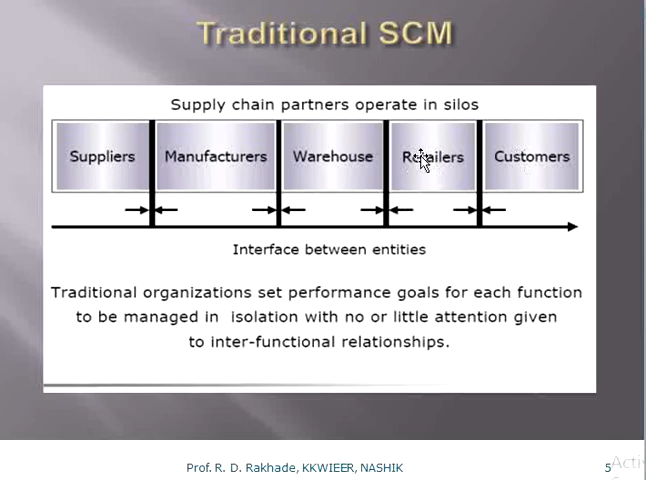 Traditional SCM
Supply chain partners operate in silos
Suppliers Manufacturers Warehouse Retailers Customers
Interface between entities
Traditional organizations set performance goals for each function
to be managed in isolation with no or little attention given
to inter-functional relationships.
Prof. R. D. Rakhade, KKWIEER, NASHIK 5